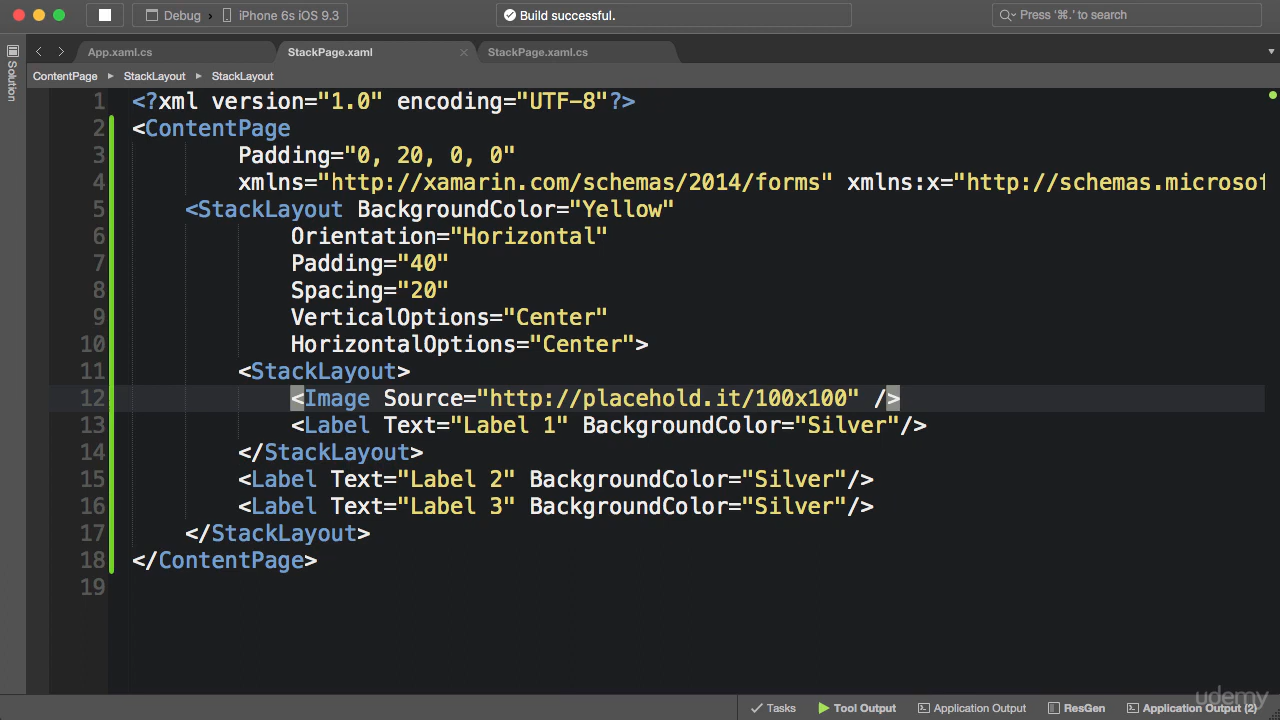 Debug › iPhone 6s iOS 9.3
Build successful.
Press '⌘.' to search
Solution
App.xaml.cs
StackPage.xaml
StackPage.xaml.cs
ContentPage ▸ StackLayout ▸ StackLayout
1 <?xml version="1.0" encoding="UTF-8"?>
2 <ContentPage
3 Padding="0, 20, 0, 0"
4 xmlns="http://xamarin.com/schemas/2014/forms" xmlns:x="http://schemas.microsof
5 <StackLayout BackgroundColor="Yellow"
6 Orientation="Horizontal"
7 Padding="40"
8 Spacing="20"
9 VerticalOptions="Center"
10 HorizontalOptions="Center">
11 <StackLayout>
12 <Image Source="http://placehold.it/100x100" />
13 <Label Text="Label 1" BackgroundColor="Silver"/>
14 </StackLayout>
15 <Label Text="Label 2" BackgroundColor="Silver"/>
16 <Label Text="Label 3" BackgroundColor="Silver"/>
17 </StackLayout>
18 </ContentPage>
19
Tasks
Tool Output
Application Output
ResGen
Application Output (2)
udemy